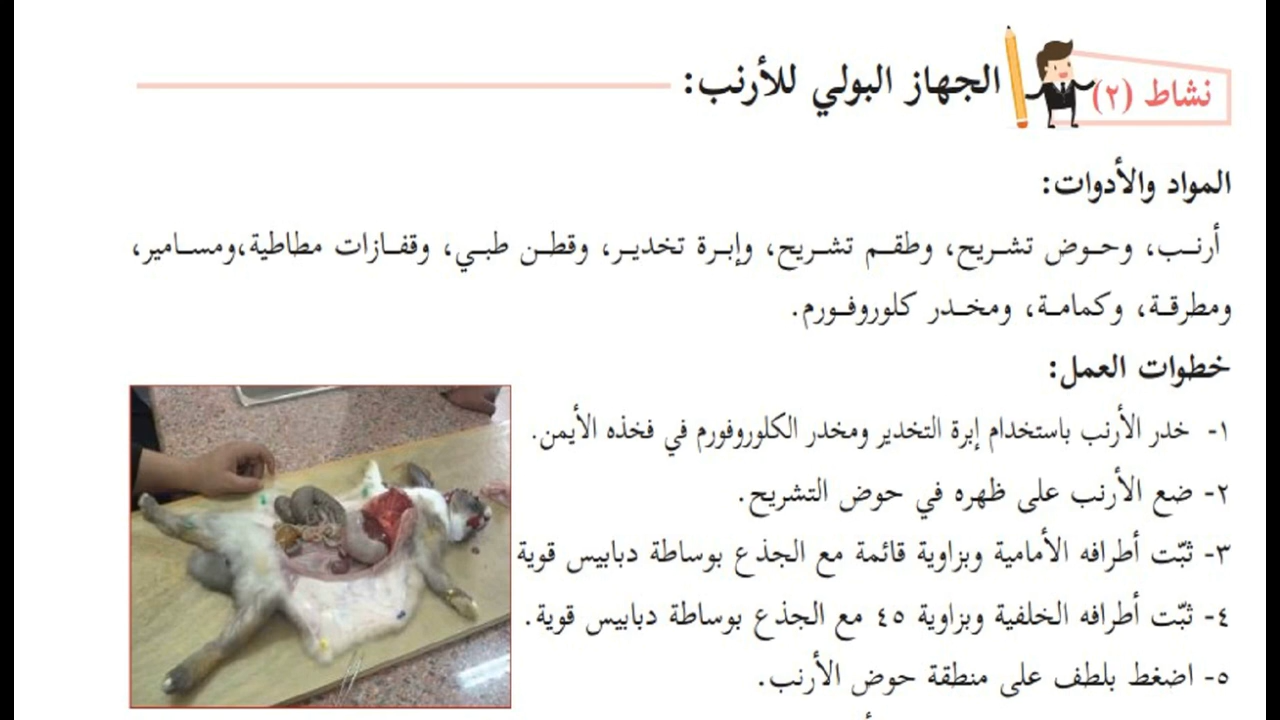 نشاط (٢)
الجهاز البولي للأرنب:
المواد والأدوات:
أرنب، وحوض تشريح، وطقم تشريح، وإبرة تخدير، وقطن طبي، وقفازات مطاطية،ومسامير،
ومطرقة، وكمامة، ومخدر كلوروفورم.
خطوات العمل:
١- خدر الأرنب باستخدام إبرة التخدير ومخدر الكلوروفورم في فخذه الأيمن.
٢- ضع الأرنب على ظهره في حوض التشريح.
٣- ثبّت أطرافه الأمامية وبزاوية قائمة مع الجذع بوساطة دبابيس قوية
٤- ثبّت أطرافه الخلفية وبزاوية ٤٥ مع الجذع بوساطة دبابيس قوية.
٥- اضغط بلطف على منطقة حوض الأرنب.